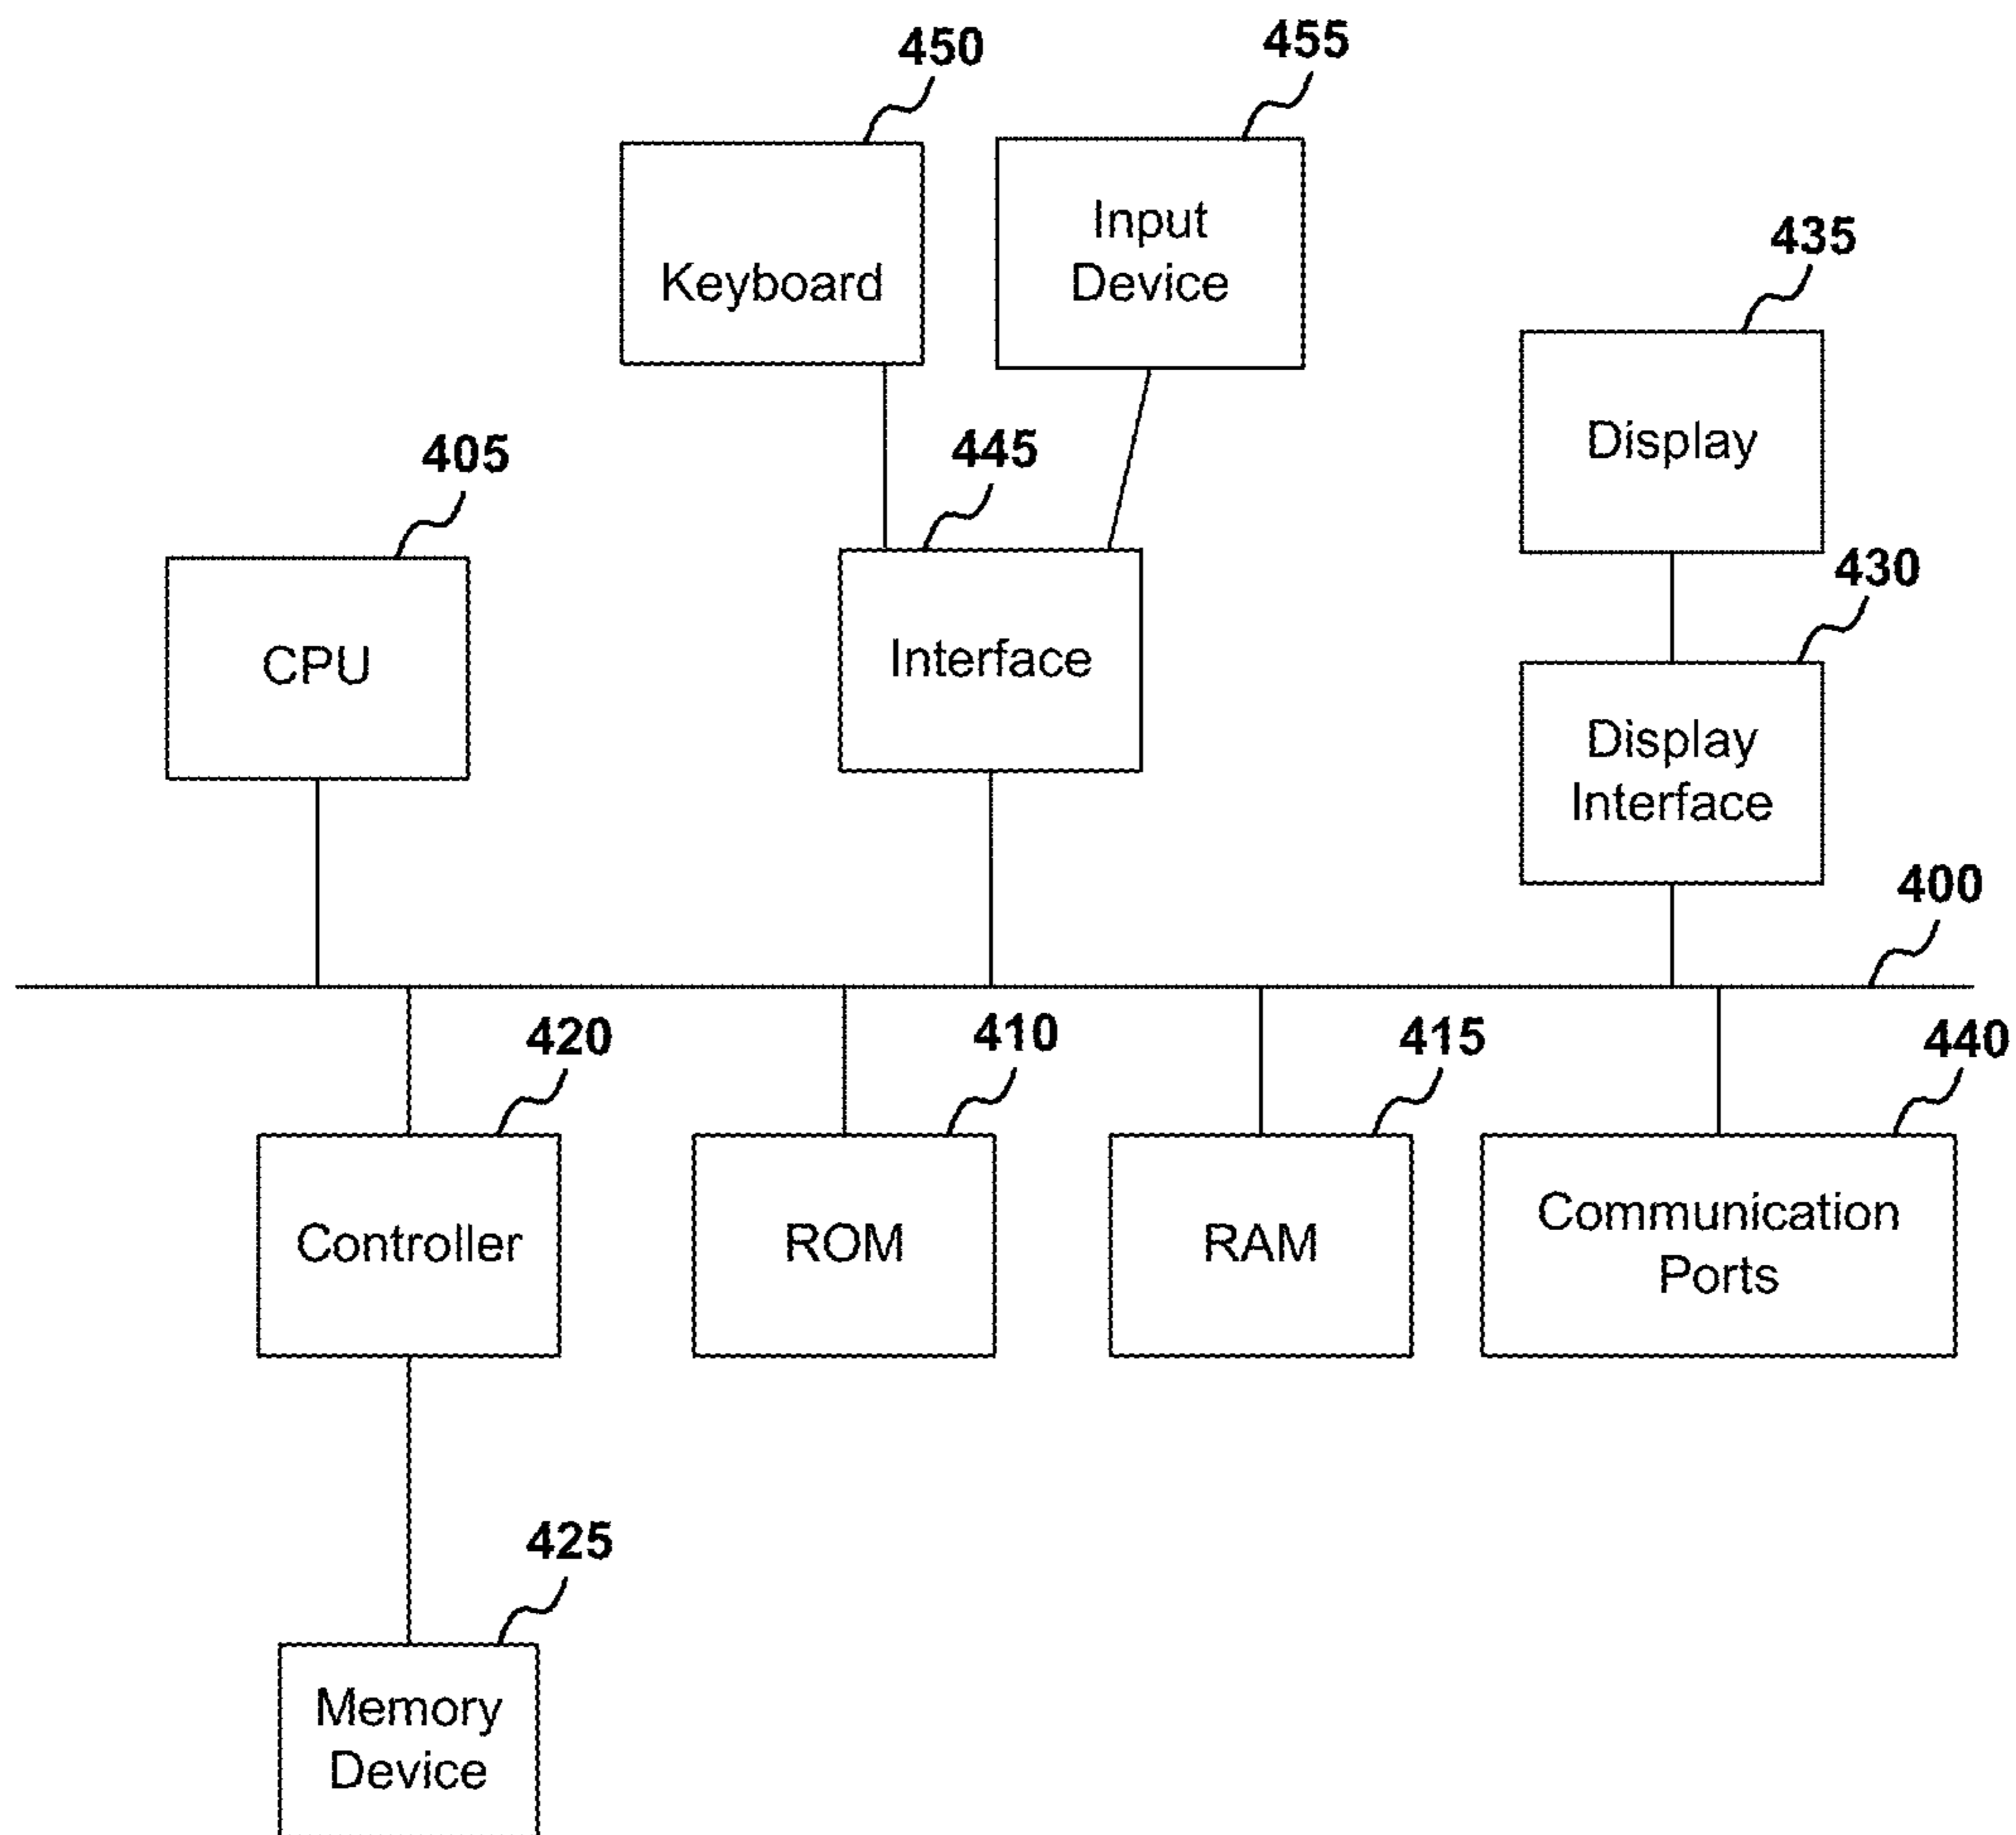 450
455
Keyboard
Input
Device
435
Display
405
445
430
CPU
Interface
Display
Interface
400
420
410
415
440
Controller
ROM
RAM
Communication
Ports
425
Memory
Device